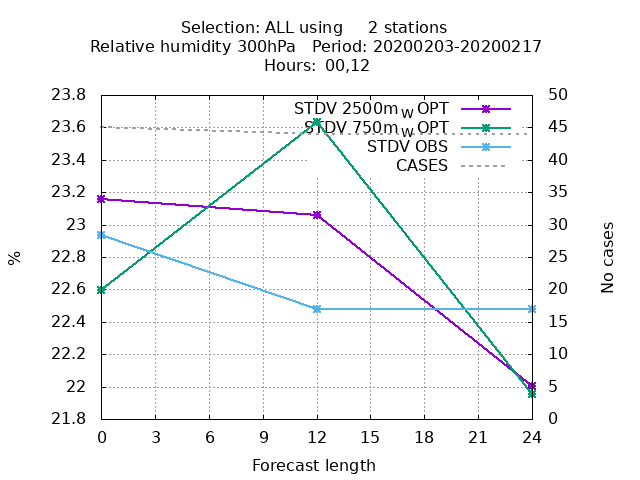 Selection: ALL using     2 stations
Relative humidity 300hPa   Period: 20200203-20200217
Hours: 00,12
STDV 2500m W OPT
STDV 750m W OPT
STDV OBS
CASES
23.8
23.6
23.4
23.2
23
22.8
22.6
22.4
22.2
22
21.8
%
50
45
40
35
30
25
20
15
10
5
0
No cases
0 3 6 9 12 15 18 21 24
Forecast length